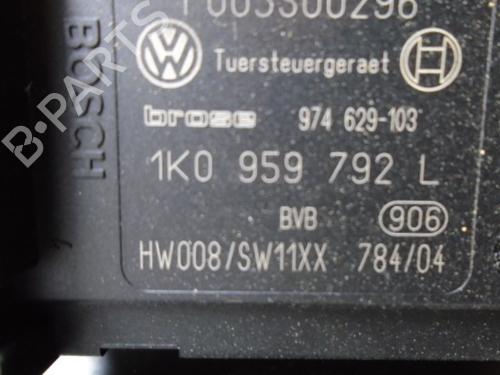 Tuersteuergeraet
brose 974 629-103
1K0 959 792 L
BVB 906
HW008/SW11XX 784/04
BOSCH
B-Parts